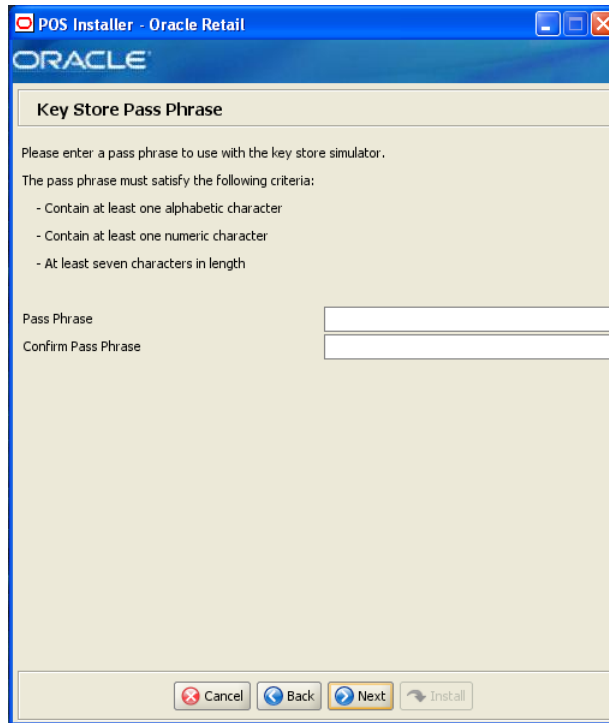 POS Installer - Oracle Retail
ORACLE
Key Store Pass Phrase
Please enter a pass phrase to use with the key store simulator.
The pass phrase must satisfy the following criteria:
- Contain at least one alphabetic character
- Contain at least one numeric character
- At least seven characters in length
Pass Phrase
Confirm Pass Phrase
Cancel Back Next Install